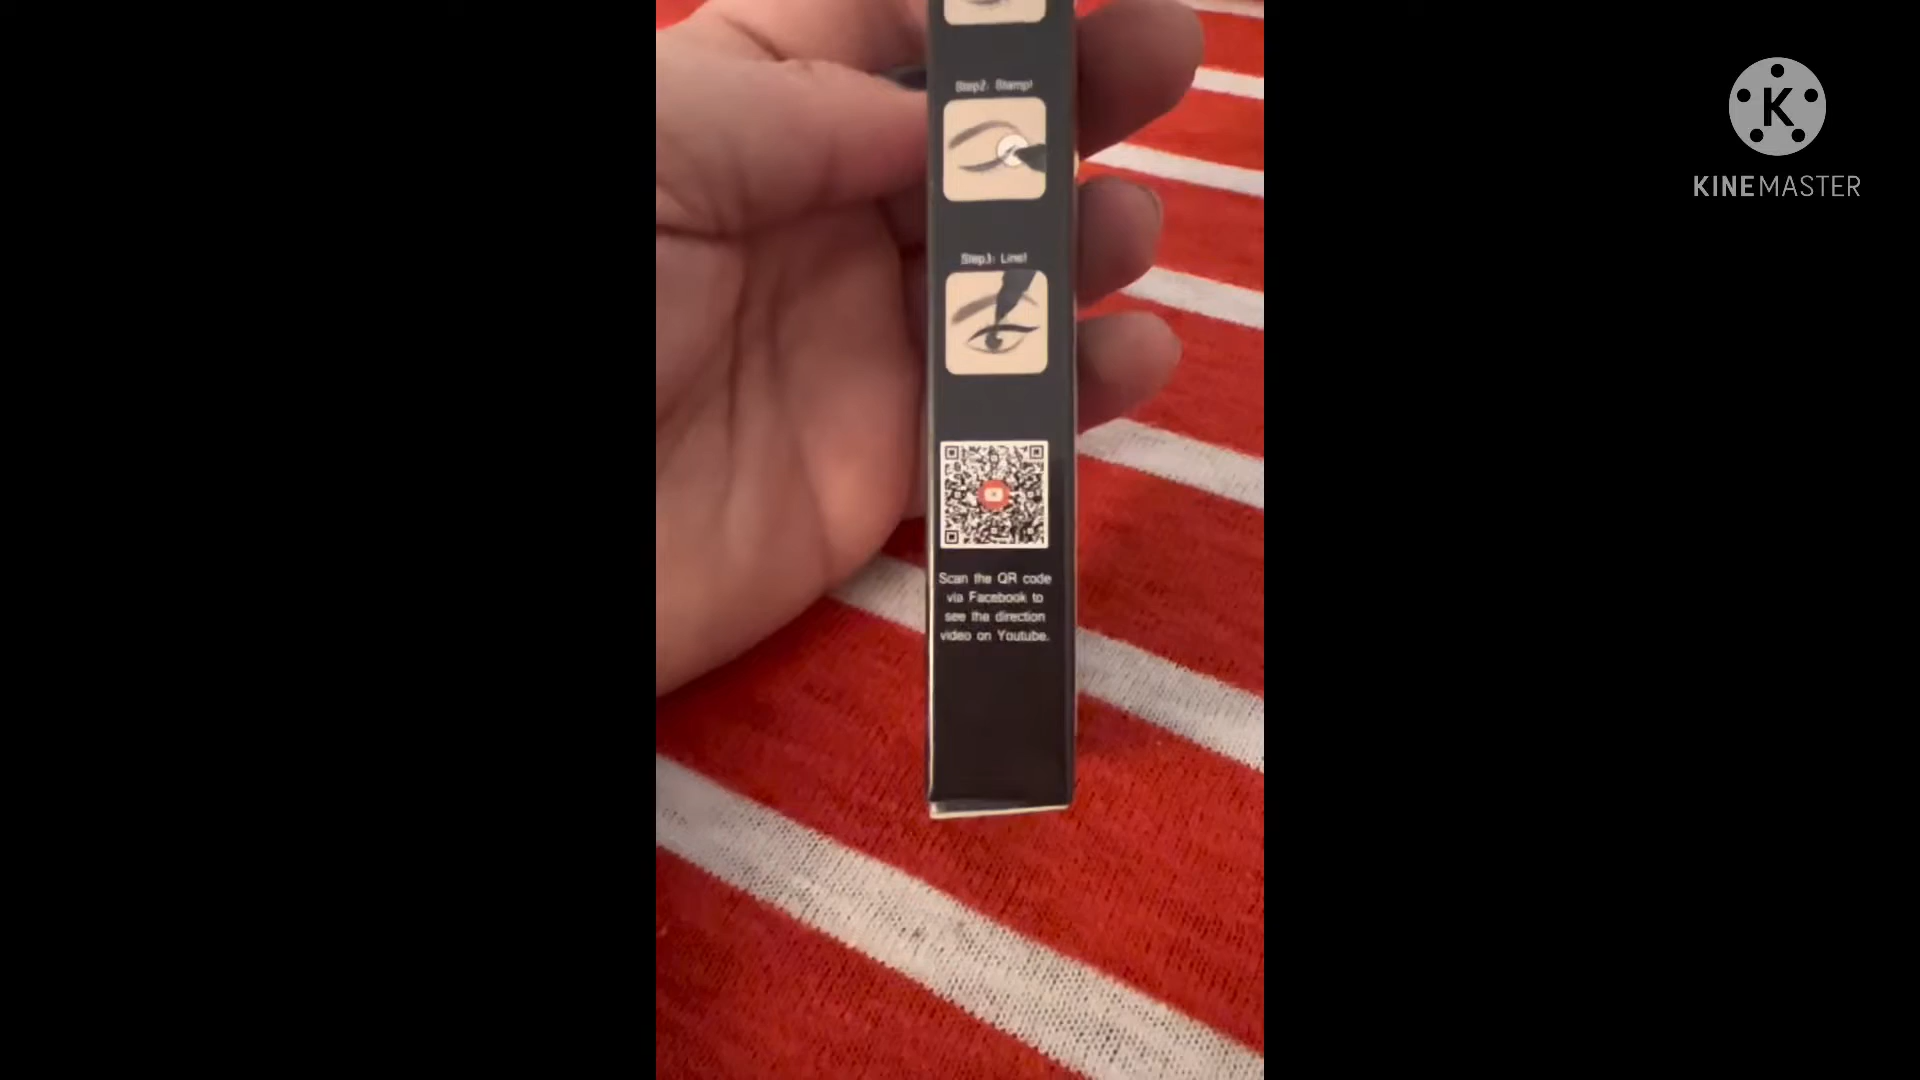 Step2: Stamp!
Step3: Line!
Scan the QR code
via Facebook to
see the direction
video on Youtube.
K
KINEMASTER